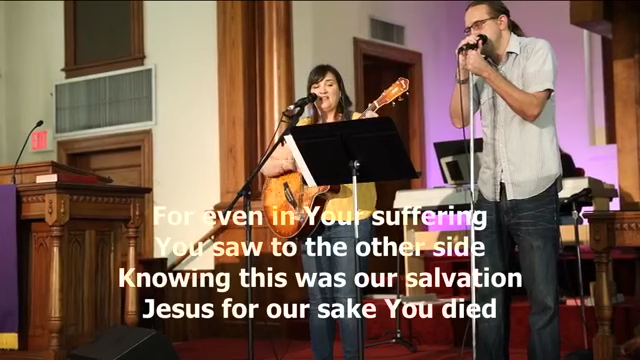 EXIT
For even in Your suffering
You saw to the other side
Knowing this was our salvation
Jesus for our sake You died